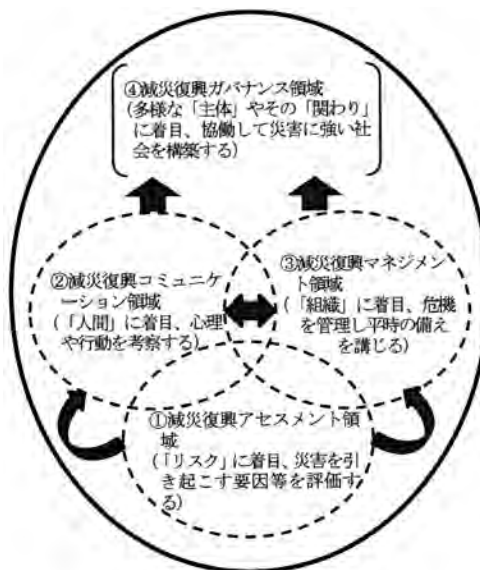 ④減災復興ガバナンス領域
(多様な「主体」やその「関わり」
に着目、協働して災害に強い社
会を構築する)
②減災復興コミュニケ
ーション領域
(「人間」に着目、心理
や行動を考察する)
③減災復興マネジメン
ト領域
(「組織」に着目、危機
を管理し平時の備え
を講じる)
①減災復興アセスメント領
域
(「リスク」に着目、災害を引
き起こす要因等を評価す
る)